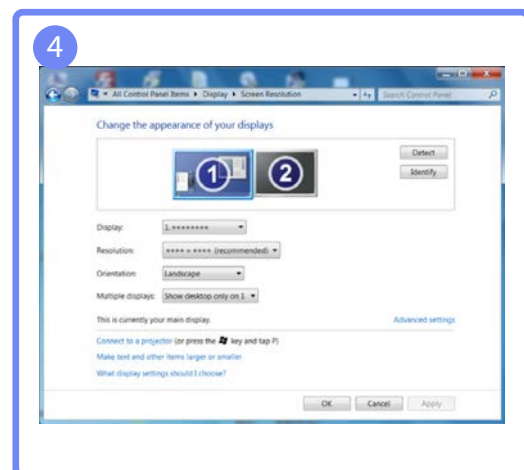 4
All Control Panel Items ▸ Display ▸ Screen Resolution
Search Control Panel
Change the appearance of your displays
1
2
Detect
Identify
Display: 1. ********
Resolution: **** × **** (recommended)
Orientation: Landscape
Multiple displays: Show desktop only on 1
This is currently your main display.
Advanced settings
Connect to a projector (or press the key and tap P)
Make text and other items larger or smaller
What display settings should I choose?
OK
Cancel
Apply